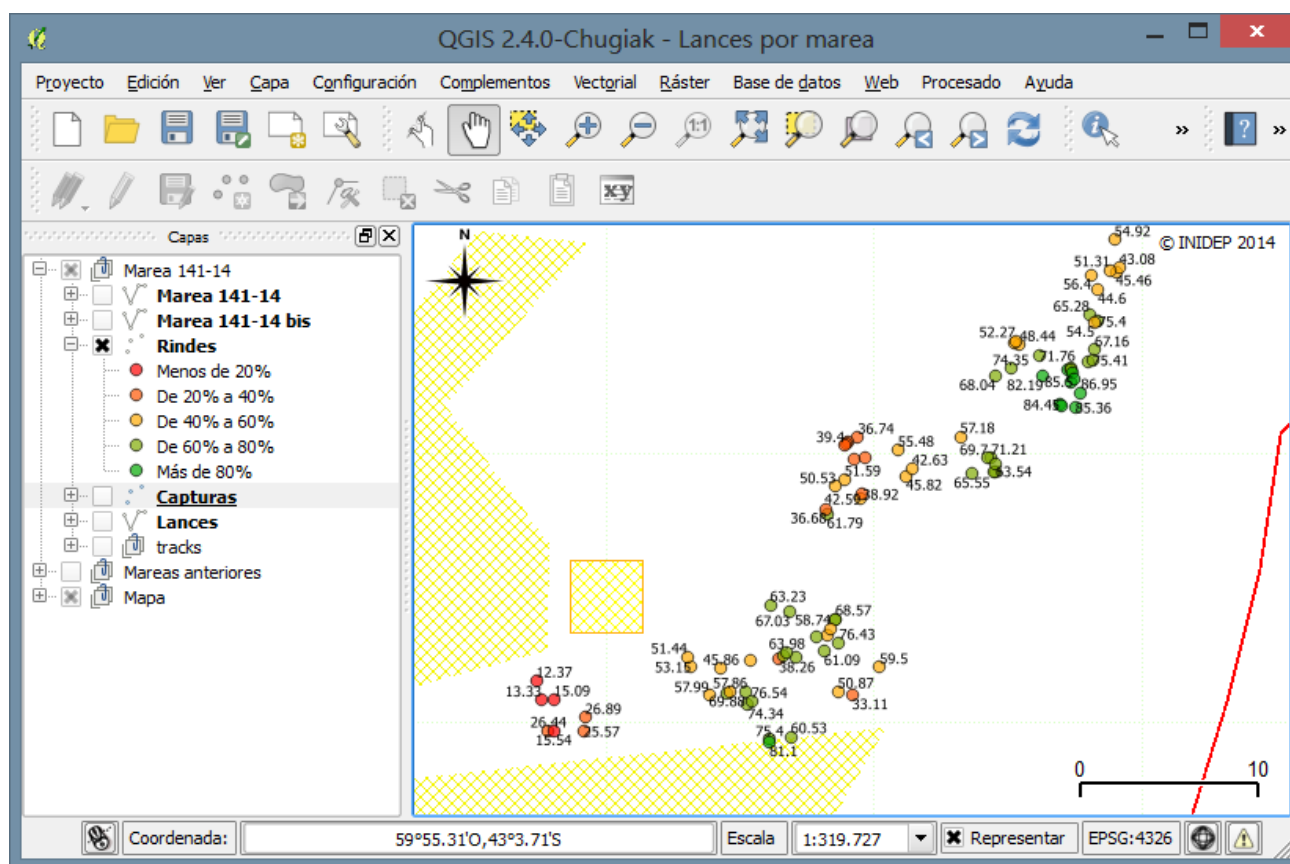 QGIS 2.4.0-Chugiak - Lances por marea
Proyecto Edición Ver Capa Configuración Complementos Vectorial Ráster Base de datos Web Procesado Ayuda
1:1
» ? »
x-y
Capas
Marea 141-14
Marea 141-14
Marea 141-14 bis
Rindes
Menos de 20%
De 20% a 40%
De 40% a 60%
De 60% a 80%
Más de 80%
Capturas
Lances
tracks
Mareas anteriores
Mapa
N
© INIDEP 2014
54.92
51.31 43.08
56.4 45.46
44.6
65.28
54.5 75.4
52.27 48.44
67.16
74.35 71.76 75.41
68.04 82.19 85.6 86.95
84.45 85.36
39.4 36.74
57.18
55.48
69.7 71.21
51.59 42.63
50.53 45.82 65.55 63.54
42.59 38.92
36.68 61.79
63.23
67.03 58.74 68.57
76.43
51.44 63.98
53.15 45.86 38.26 61.09 59.5
12.37
13.33 15.09
57.99 57.86 76.54 50.87
69.88 33.11
74.34
26.89
26.44 25.57
15.54
75.4 60.53
81.1
0 10
Coordenada: 59°55.31'O,43°3.71'S Escala 1:319.727 Representar EPSG:4326